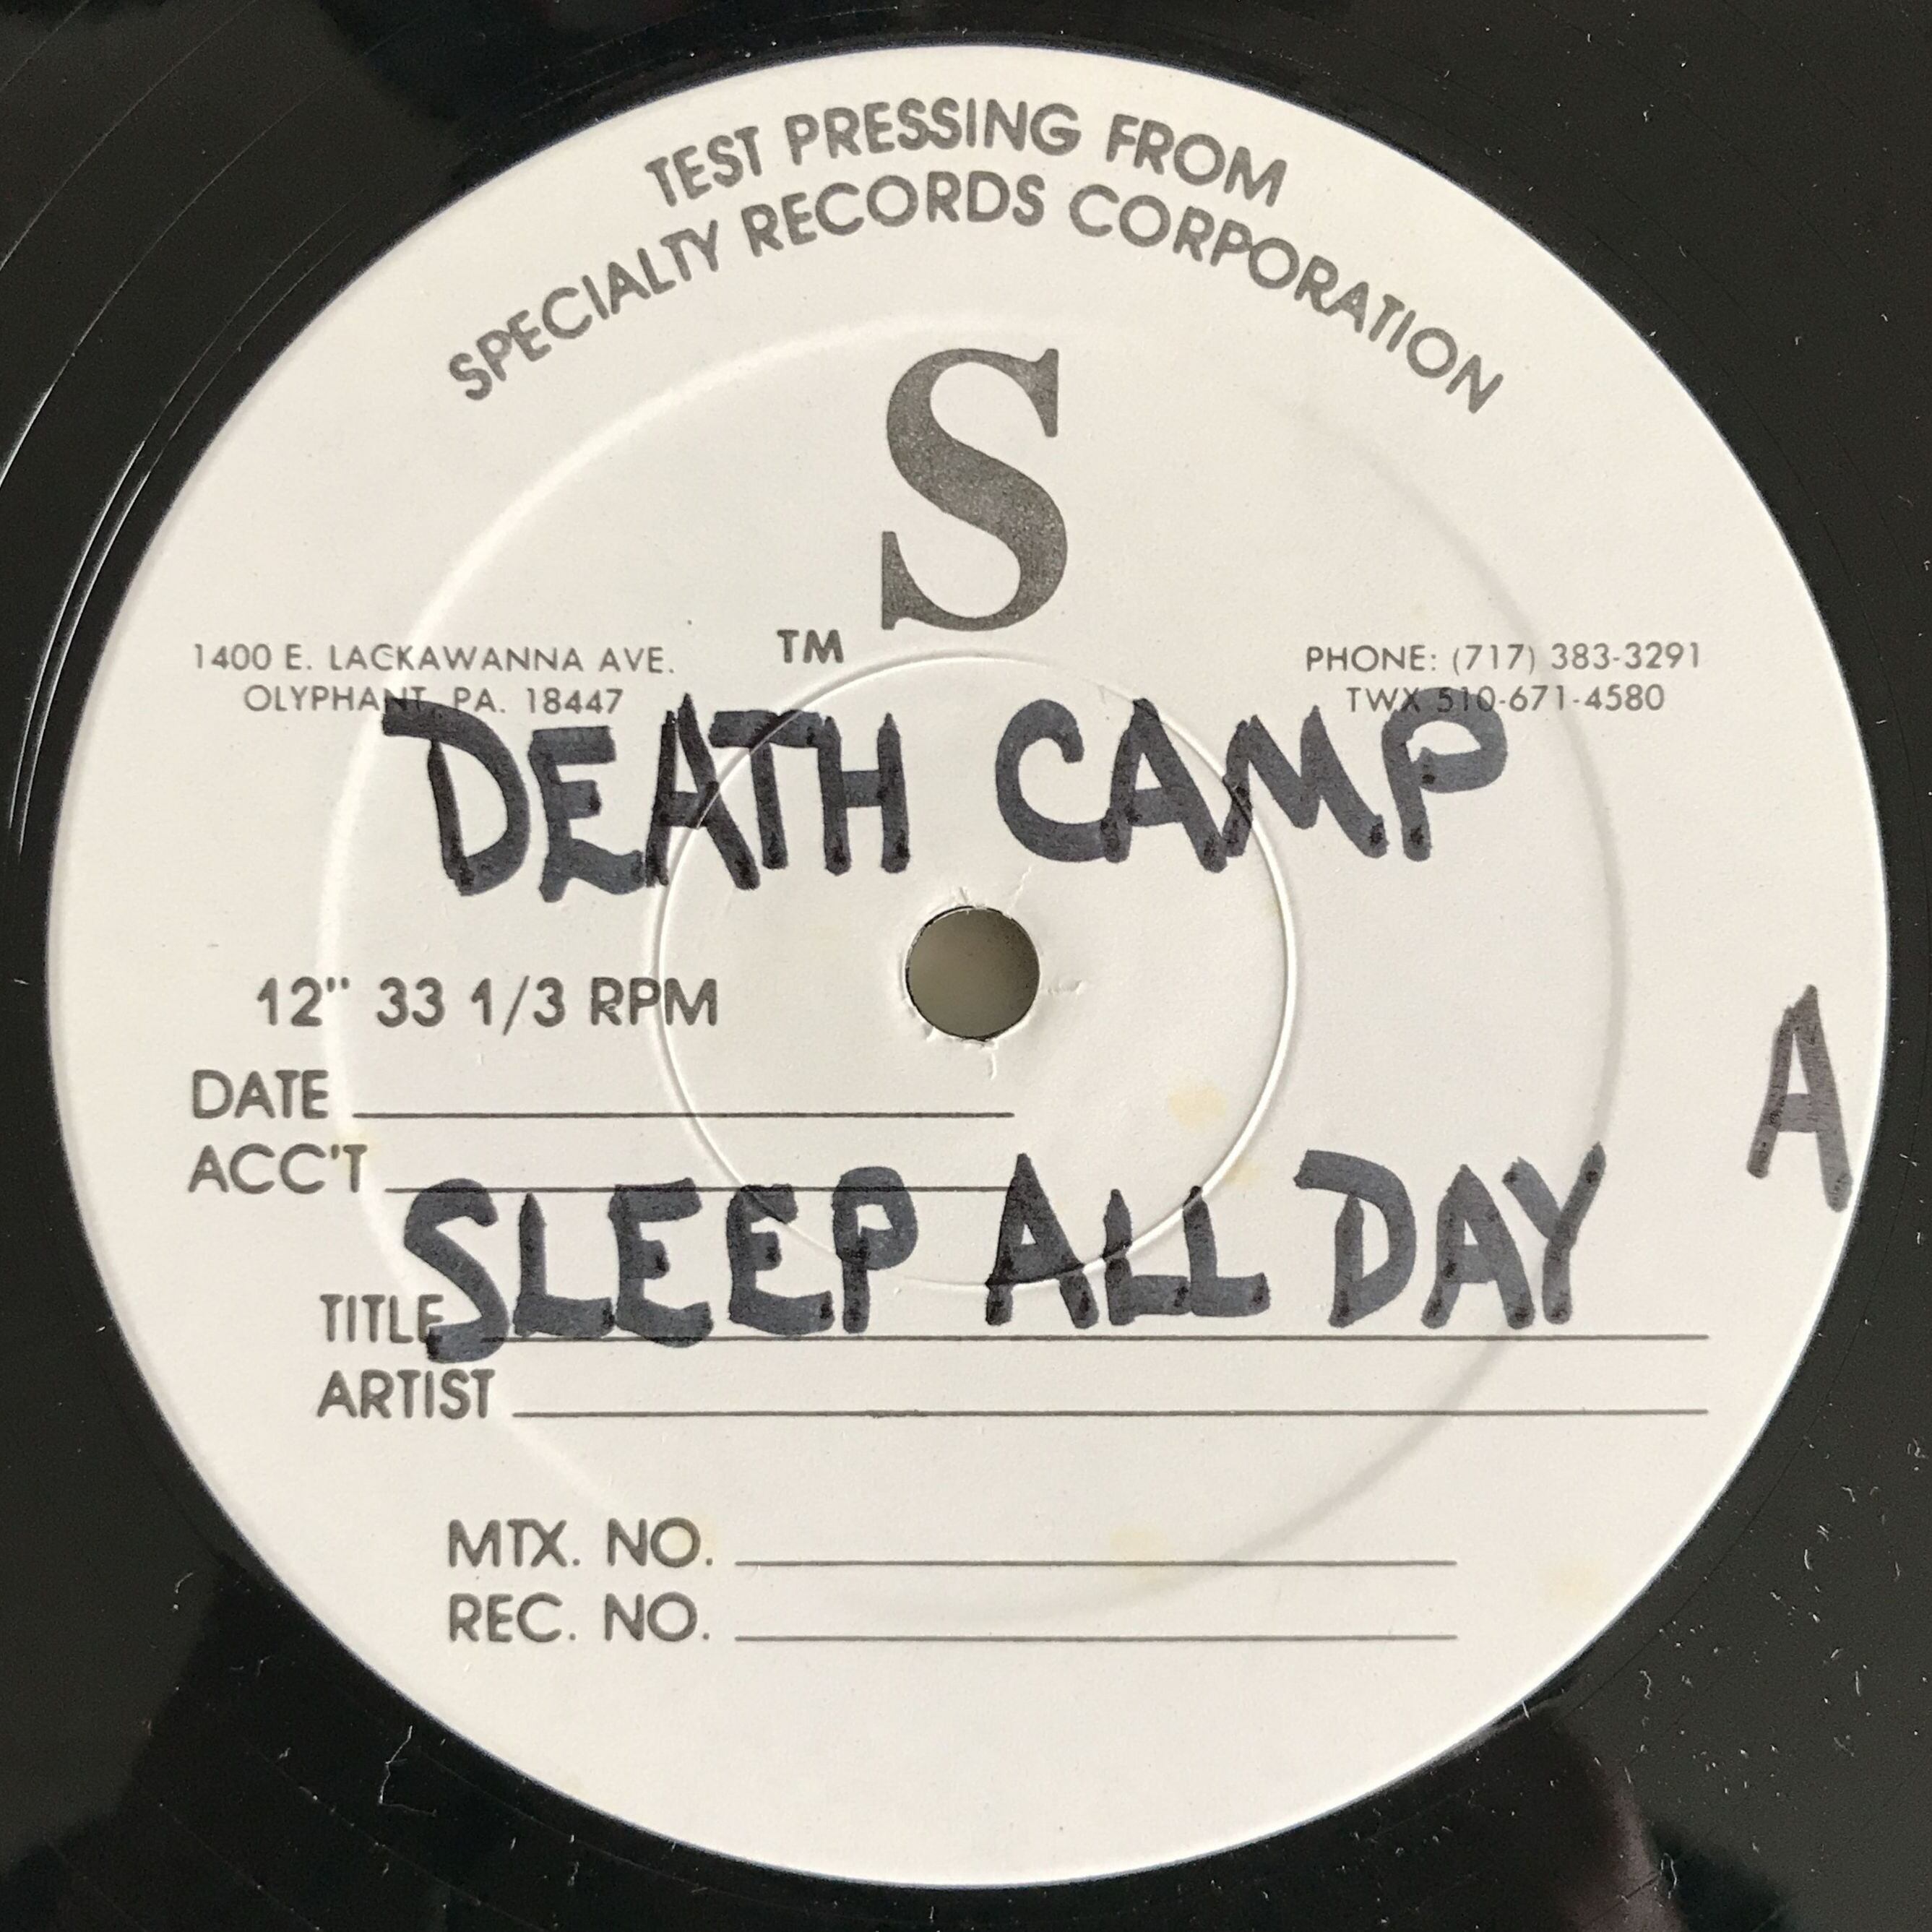 TEST PRESSING FROM
SPECIALTY RECORDS CORPORATION
S
TM
1400 E. LACKAWANNA AVE.
OLYPHANT, PA. 18447
PHONE: (717) 383-3291
TWX 510-671-4580
DEATH CAMP
12" 33 1/3 RPM
A
DATE
ACC'T
SLEEP ALL DAY
TITLE
ARTIST
MTX. NO.
REC. NO.